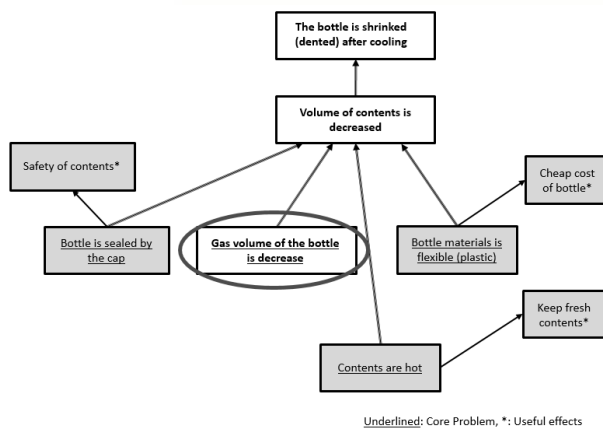 The bottle is shrinked
(dented) after cooling
Volume of contents is
decreased
Safety of contents*
Cheap cost
of bottle*
Bottle is sealed by
the cap
Gas volume of the bottle
is decrease
Bottle materials is
flexible (plastic)
Keep fresh
contents*
Contents are hot
Underlined: Core Problem, *: Useful effects